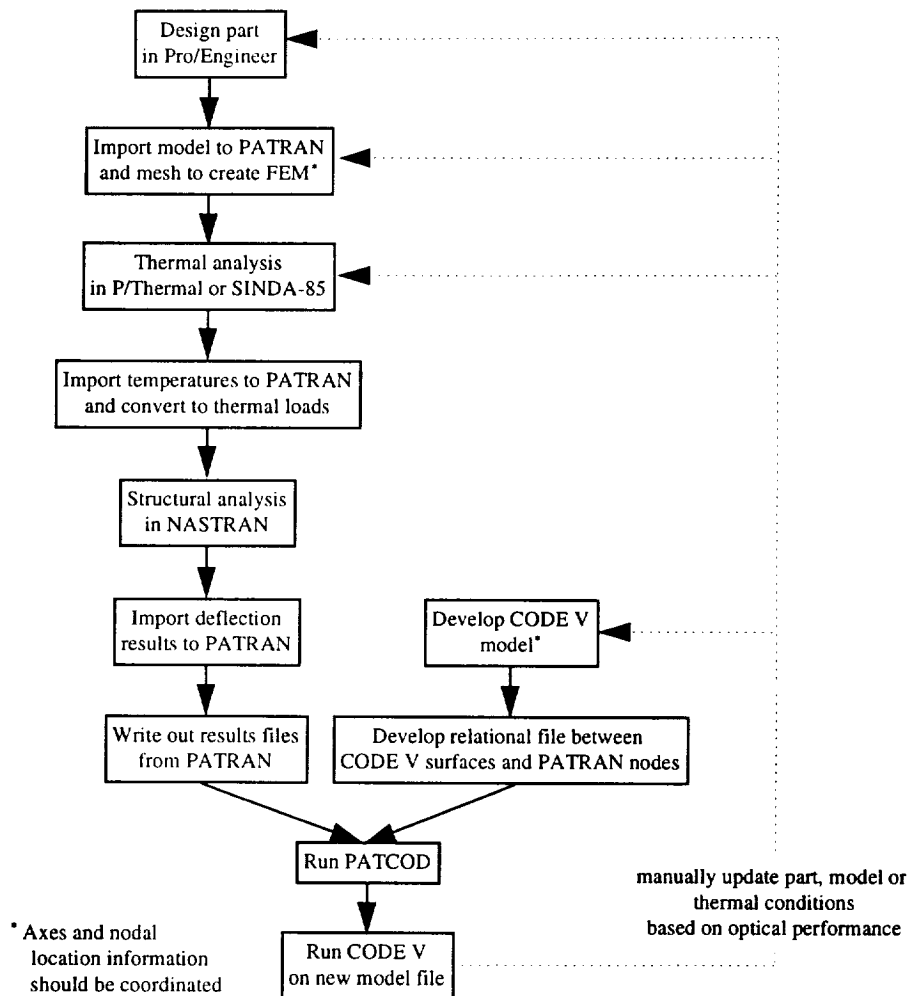 Design part
in Pro/Engineer
Import model to PATRAN
and mesh to create FEM*
Thermal analysis
in P/Thermal or SINDA-85
Import temperatures to PATRAN
and convert to thermal loads
Structural analysis
in NASTRAN
Import deflection
results to PATRAN
Develop CODE V
model*
Write out results files
from PATRAN
Develop relational file between
CODE V surfaces and PATRAN nodes
Run PATCOD
manually update part, model or
thermal conditions
based on optical performance
* Axes and nodal
location information
should be coordinated
Run CODE V
on new model file